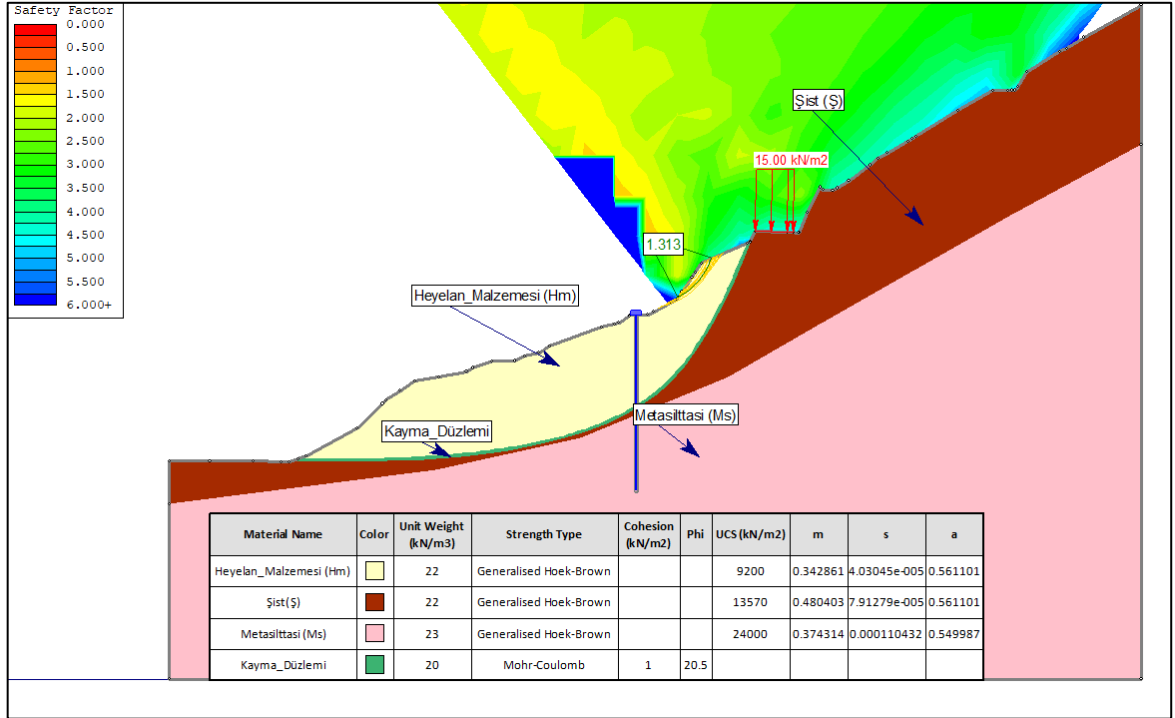 Safety Factor
0.000
0.500
1.000
1.500
2.000
2.500
3.000
3.500
4.000
4.500
5.000
5.500
6.000+
Şist (Ş)
15.00 kN/m2
1.313
Heyelan_Malzemesi (Hm)
Metasilttasi (Ms)
Kayma_Düzlemi
Material Name Color Unit Weight (kN/m3) Strength Type Cohesion (kN/m2) Phi UCS (kN/m2) m s a
Heyelan_Malzemesi (Hm) 22 Generalised Hoek-Brown 9200 0.342861 4.03045e-005 0.561101
Şist(Ş) 22 Generalised Hoek-Brown 13570 0.480403 7.91279e-005 0.561101
Metasilttasi (Ms) 23 Generalised Hoek-Brown 24000 0.374314 0.000110432 0.549987
Kayma_Düzlemi 20 Mohr-Coulomb 1 20.5